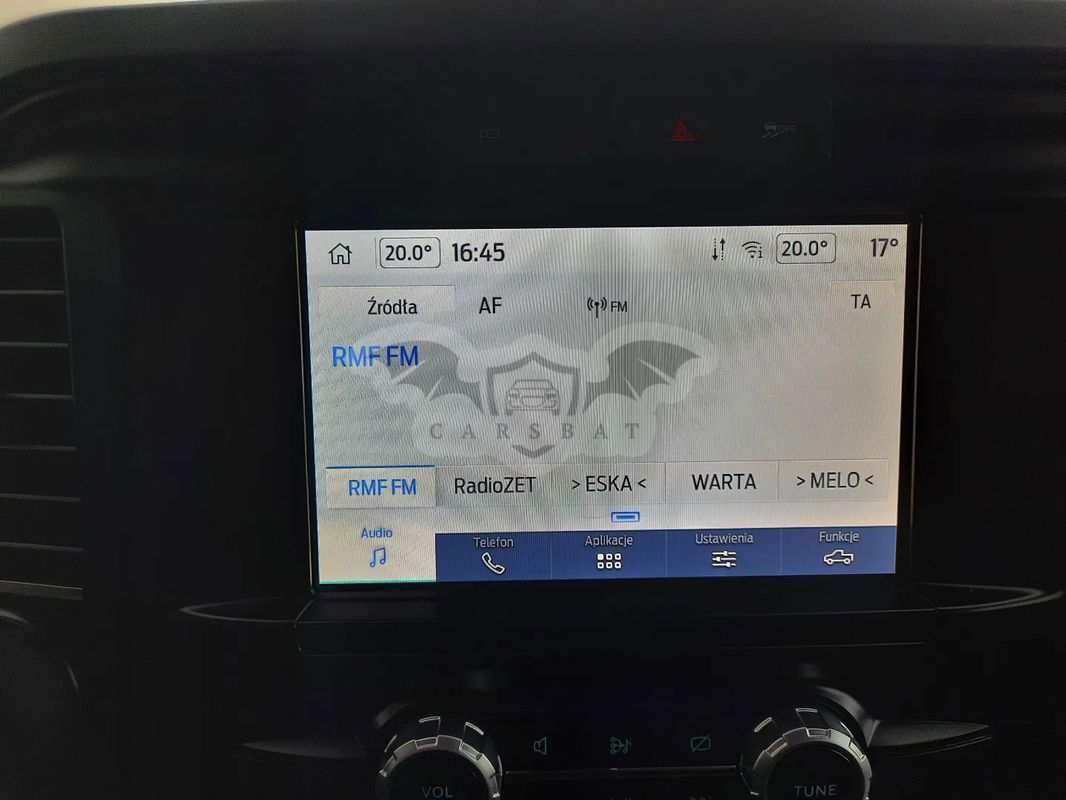 OFF
20.0° 16:45 20.0° 17°
Źródła AF FM TA
RMF FM
CARSBAT
RMF FM RadioZET >ESKA< WARTA >MELO<
Audio Telefon Aplikacje Ustawienia Funkcje
VOL TUNE